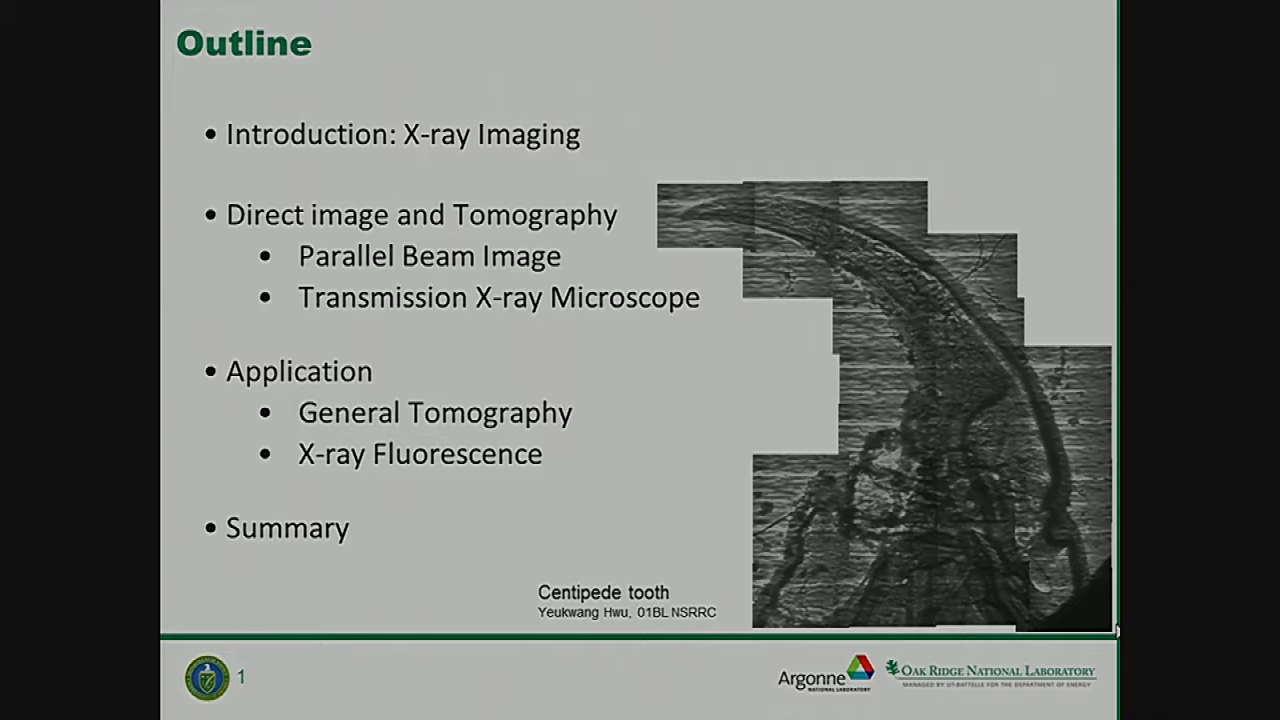 Outline
• Introduction: X-ray Imaging
• Direct image and Tomography
• Parallel Beam Image
• Transmission X-ray Microscope
• Application
• General Tomography
• X-ray Fluorescence
• Summary
Centipede tooth
Yeukwang Hwu, 01BL NSRRC
1
Argonne
NATIONAL LABORATORY
OAK RIDGE NATIONAL LABORATORY
MANAGED BY UT-BATTELLE FOR THE DEPARTMENT OF ENERGY